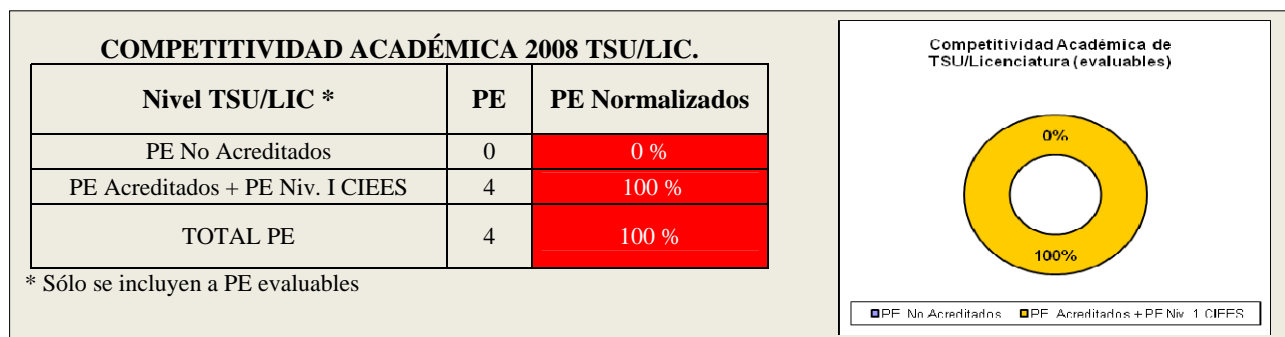 COMPETITIVIDAD ACADÉMICA 2008 TSU/LIC.
Nivel TSU/LIC * PE PE Normalizados
PE No Acreditados 0 0 %
PE Acreditados + PE Niv. I CIEES 4 100 %
TOTAL PE 4 100 %
* Sólo se incluyen a PE evaluables
Competitividad Académica de
TSU/Licenciatura (evaluables)
0%
100%
PE No Acreditados PE Acreditados + PE Niv. 1 CIEES